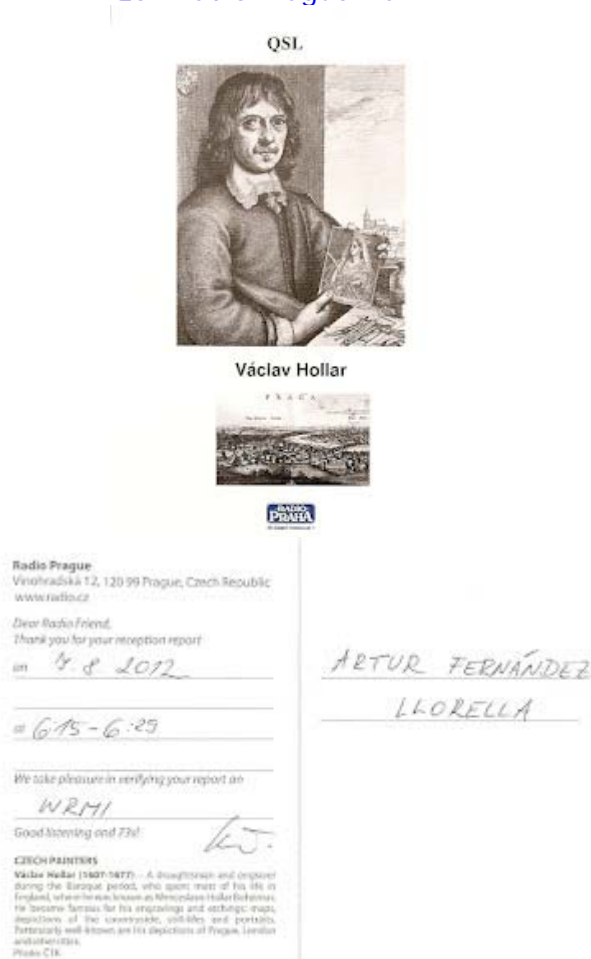 QSL
Václav Hollar
PRAGA
RADIO
PRAHA
Radio Prague
Vinohradská 12, 120 99 Prague, Czech Republic
www.radio.cz
Dear Radio Friend,
Thank you for your reception report
on 8 2012
at 6:15 - 6:29
We take pleasure in verifying your report on
WRMI
Good listening and 73s!
CZECH PAINTERS
Václav Hollar (1607-1677) - A draughtsman and engraver
during the Baroque period, who spent most of his life in
England, where he was known as Wenceslaus Hollar Bohemus.
He became famous for his engravings and etchings: maps,
depictions of the countryside, still-lifes and portraits.
Particularly well-known are his depictions of Prague, London
and other cities.
Photo: ČTK
ARTUR FERNÁNDEZ
LLORELLA